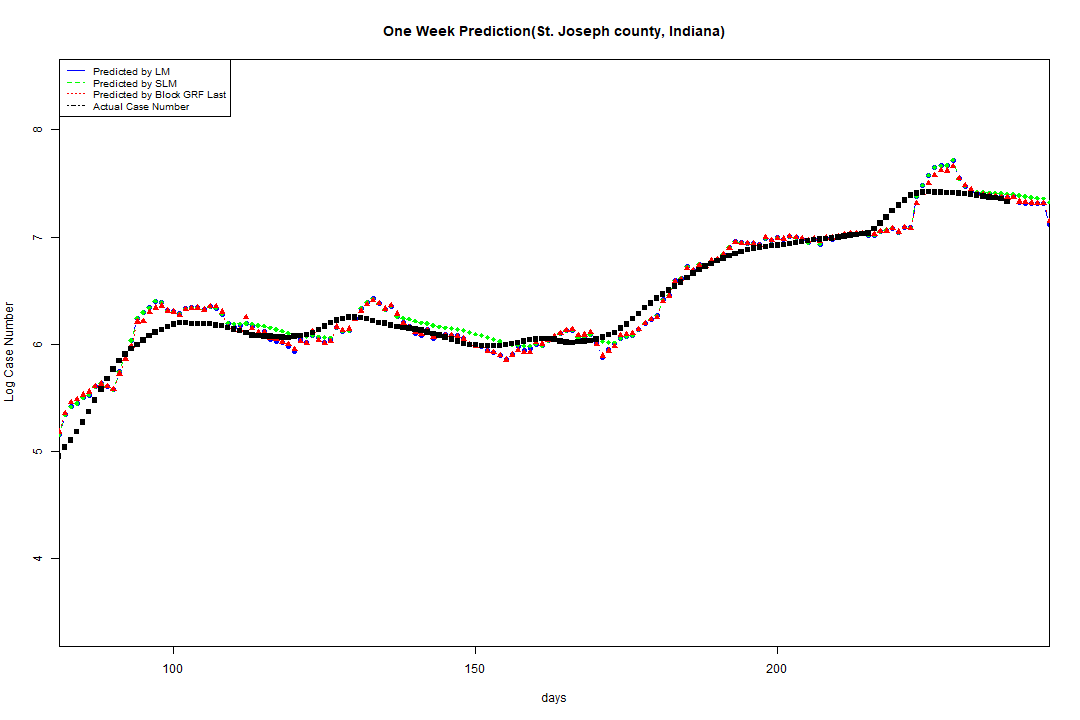 One Week Prediction(St. Joseph county, Indiana)
Predicted by LM
Predicted by SLM
Predicted by Block GRF Last
Actual Case Number
8
7
6
5
4
Log Case Number
100 150 200
days